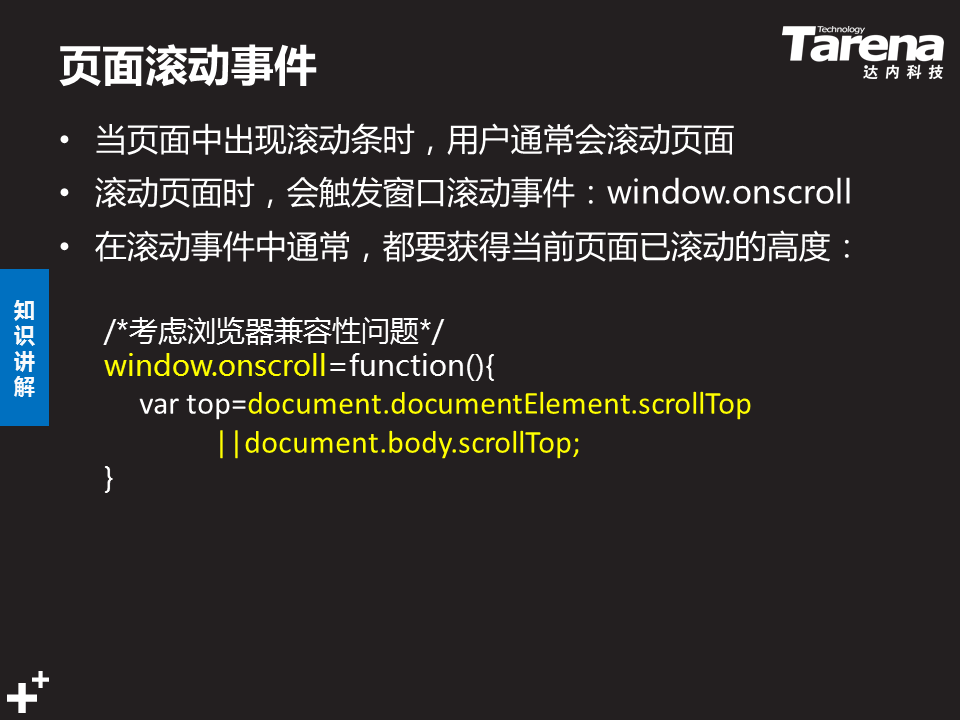 页面滚动事件
Technology
Tarena
达内科技
• 当页面中出现滚动条时，用户通常会滚动页面
• 滚动页面时，会触发窗口滚动事件：window.onscroll
• 在滚动事件中通常，都要获得当前页面已滚动的高度：
知识讲解
/*考虑浏览器兼容性问题*/
window.onscroll=function(){
var top=document.documentElement.scrollTop
||document.body.scrollTop;
}